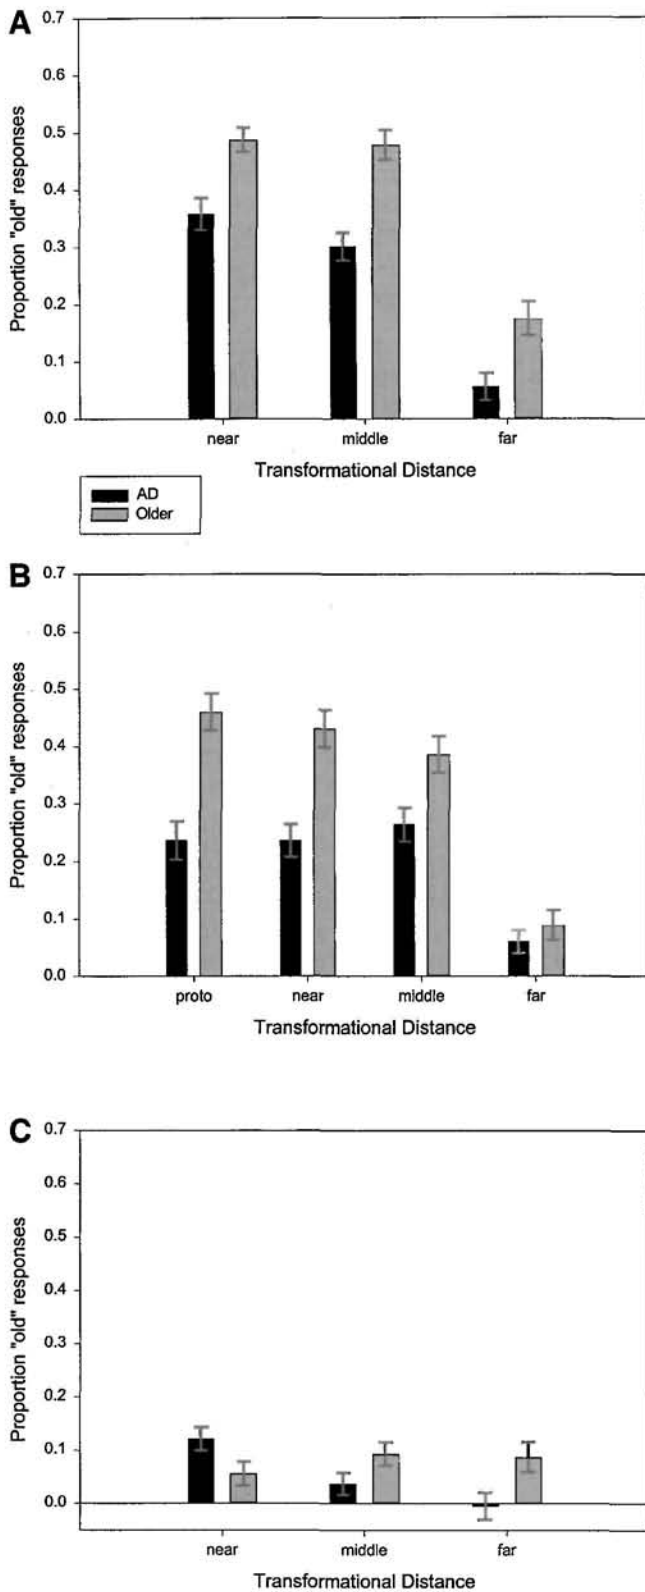 A
0.7
0.6
0.5
0.4
0.3
0.2
0.1
0.0
Proportion "old" responses
near middle far
Transformational Distance
AD
Older
B
0.7
0.6
0.5
0.4
0.3
0.2
0.1
0.0
Proportion "old" responses
proto near middle far
Transformational Distance
C
0.7
0.6
0.5
0.4
0.3
0.2
0.1
0.0
Proportion "old" responses
near middle far
Transformational Distance